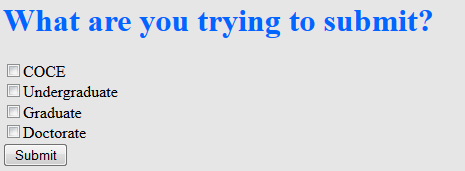 What are you trying to submit?
COCE
Undergraduate
Graduate
Doctorate
Submit